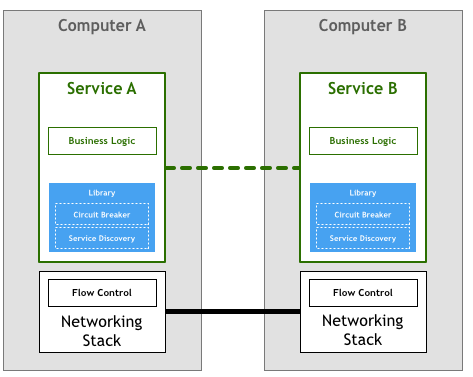 Computer A
Service A
Business Logic
Library
Circuit Breaker
Service Discovery
Flow Control
Networking
Stack
Computer B
Service B
Business Logic
Library
Circuit Breaker
Service Discovery
Flow Control
Networking
Stack